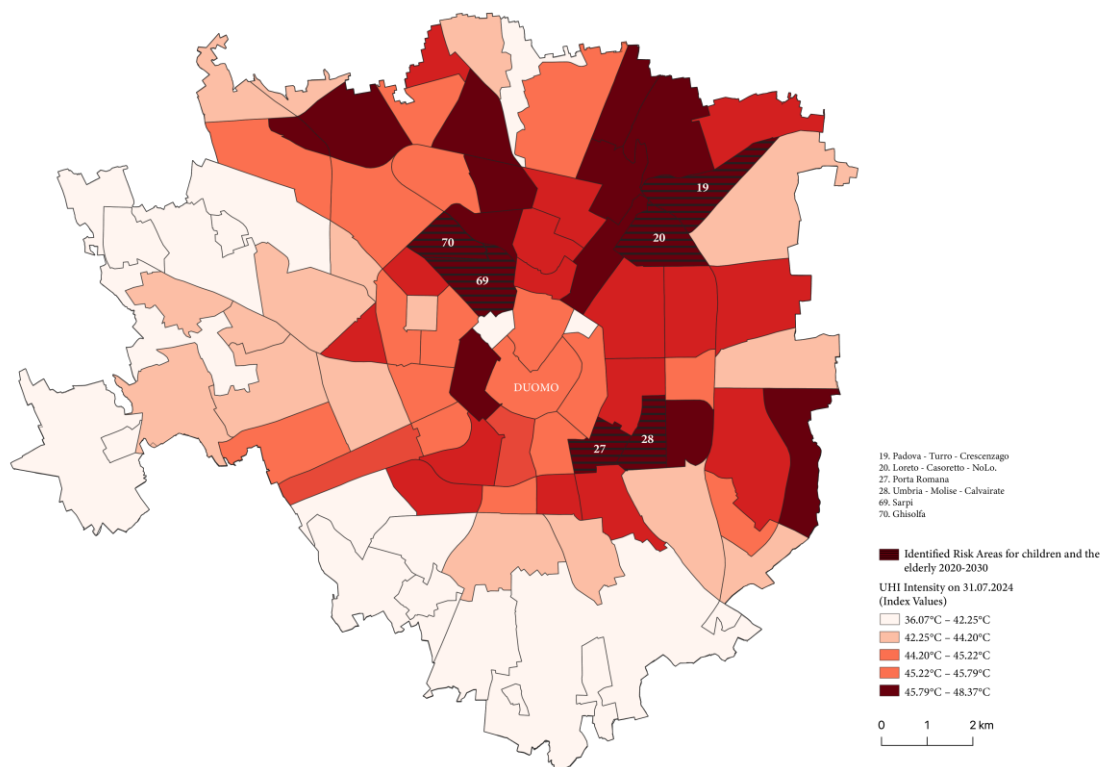 19
20
70
69
DUOMO
28
27
19. Padova - Turro - Crescenzago
20. Loreto - Casoretto - NoLo.
27. Porta Romana
28. Umbria - Molise - Calvairate
69. Sarpi
70. Ghisolfa
Identified Risk Areas for children and the
elderly 2020-2030
UHI Intensity on 31.07.2024
(Index Values)
36.07°C – 42.25°C
42.25°C – 44.20°C
44.20°C – 45.22°C
45.22°C – 45.79°C
45.79°C – 48.37°C
0 1 2 km